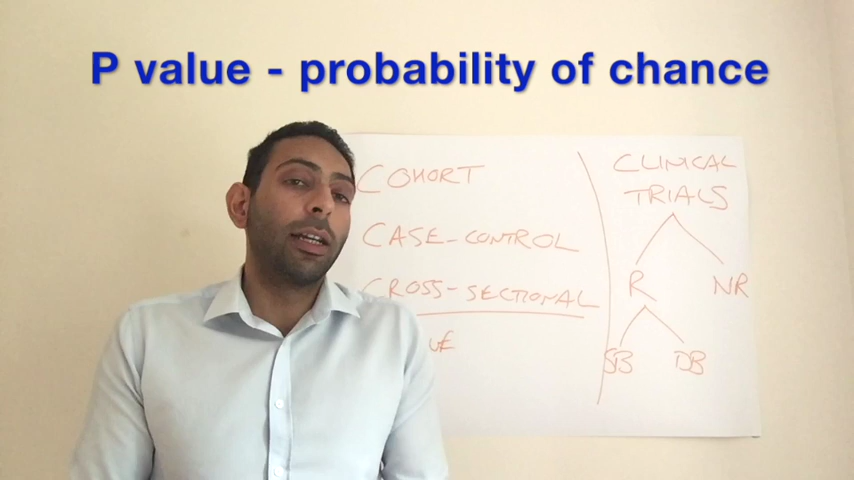 P value - probability of chance
COHORT
CASE-CONTROL
CROSS-SECTIONAL
CLINICAL
TRIALS
R NR
SB DB